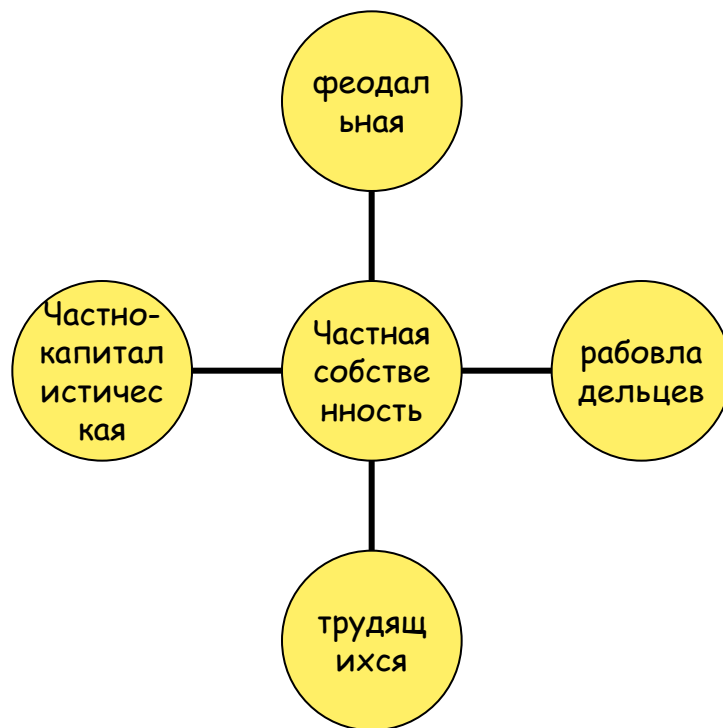 феодал
ьная
Частно-
капитал
истичес
кая
Частная
собстве
нность
рабовла
дельцев
трудящ
ихся